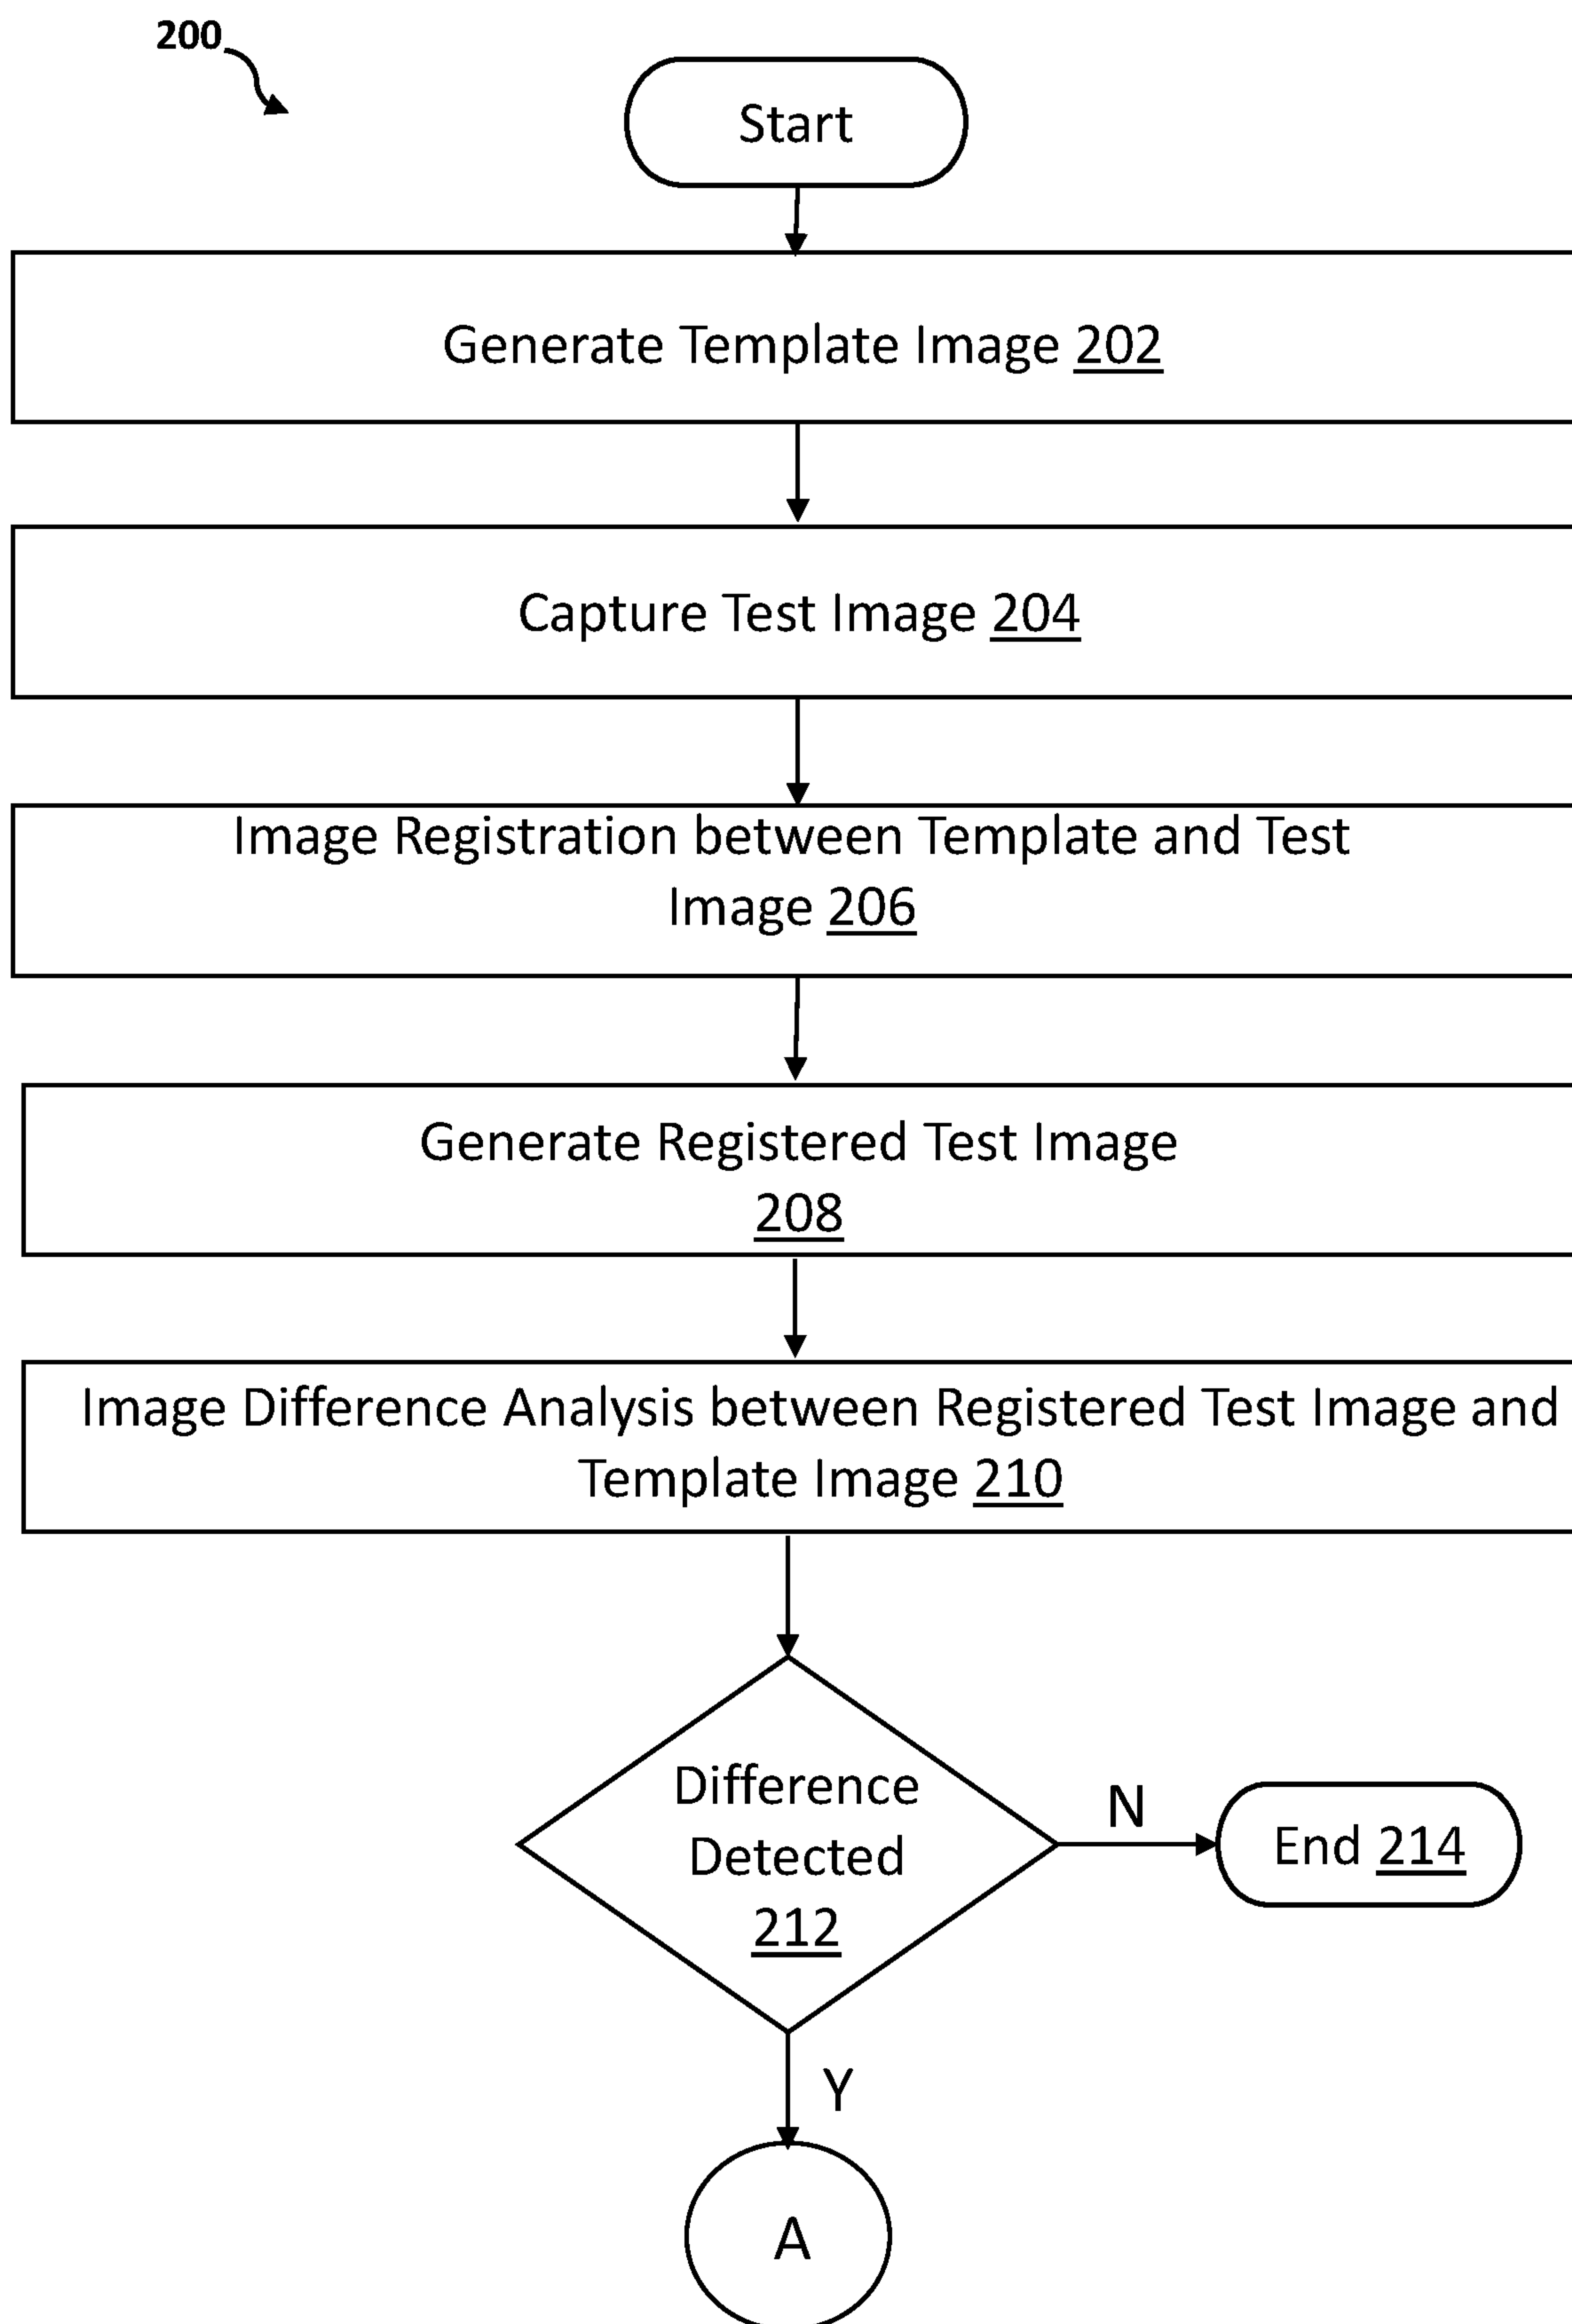 200
Start
Generate Template Image 202
Capture Test Image 204
Image Registration between Template and Test
Image 206
Generate Registered Test Image
208
Image Difference Analysis between Registered Test Image and
Template Image 210
Difference
Detected
212
N
End 214
Y
A